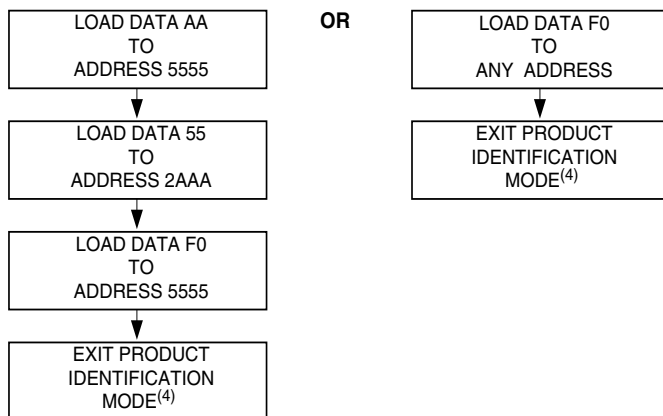 LOAD DATA AA
TO
ADDRESS 5555
LOAD DATA 55
TO
ADDRESS 2AAA
LOAD DATA F0
TO
ADDRESS 5555
EXIT PRODUCT
IDENTIFICATION
MODE(4)
OR
LOAD DATA F0
TO
ANY ADDRESS
EXIT PRODUCT
IDENTIFICATION
MODE(4)